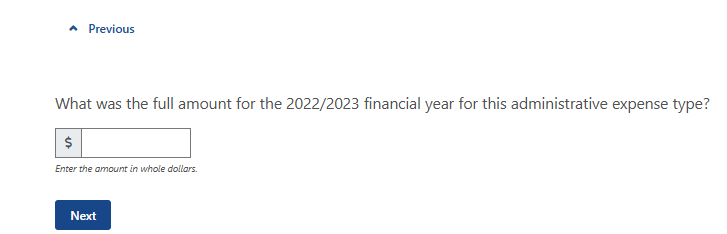 Previous
What was the full amount for the 2022/2023 financial year for this administrative expense type?
$
Enter the amount in whole dollars.
Next